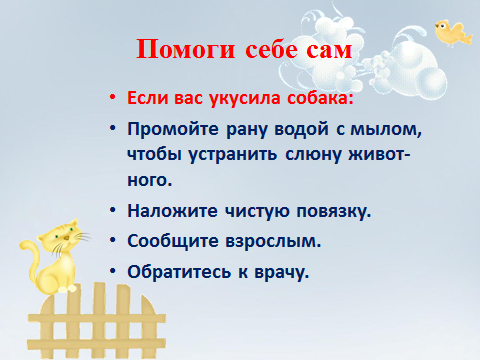 Помоги себе сам
• Если вас укусила собака:
• Промойте рану водой с мылом,
чтобы устранить слюну живот-
ного.
• Наложите чистую повязку.
• Сообщите взрослым.
• Обратитесь к врачу.